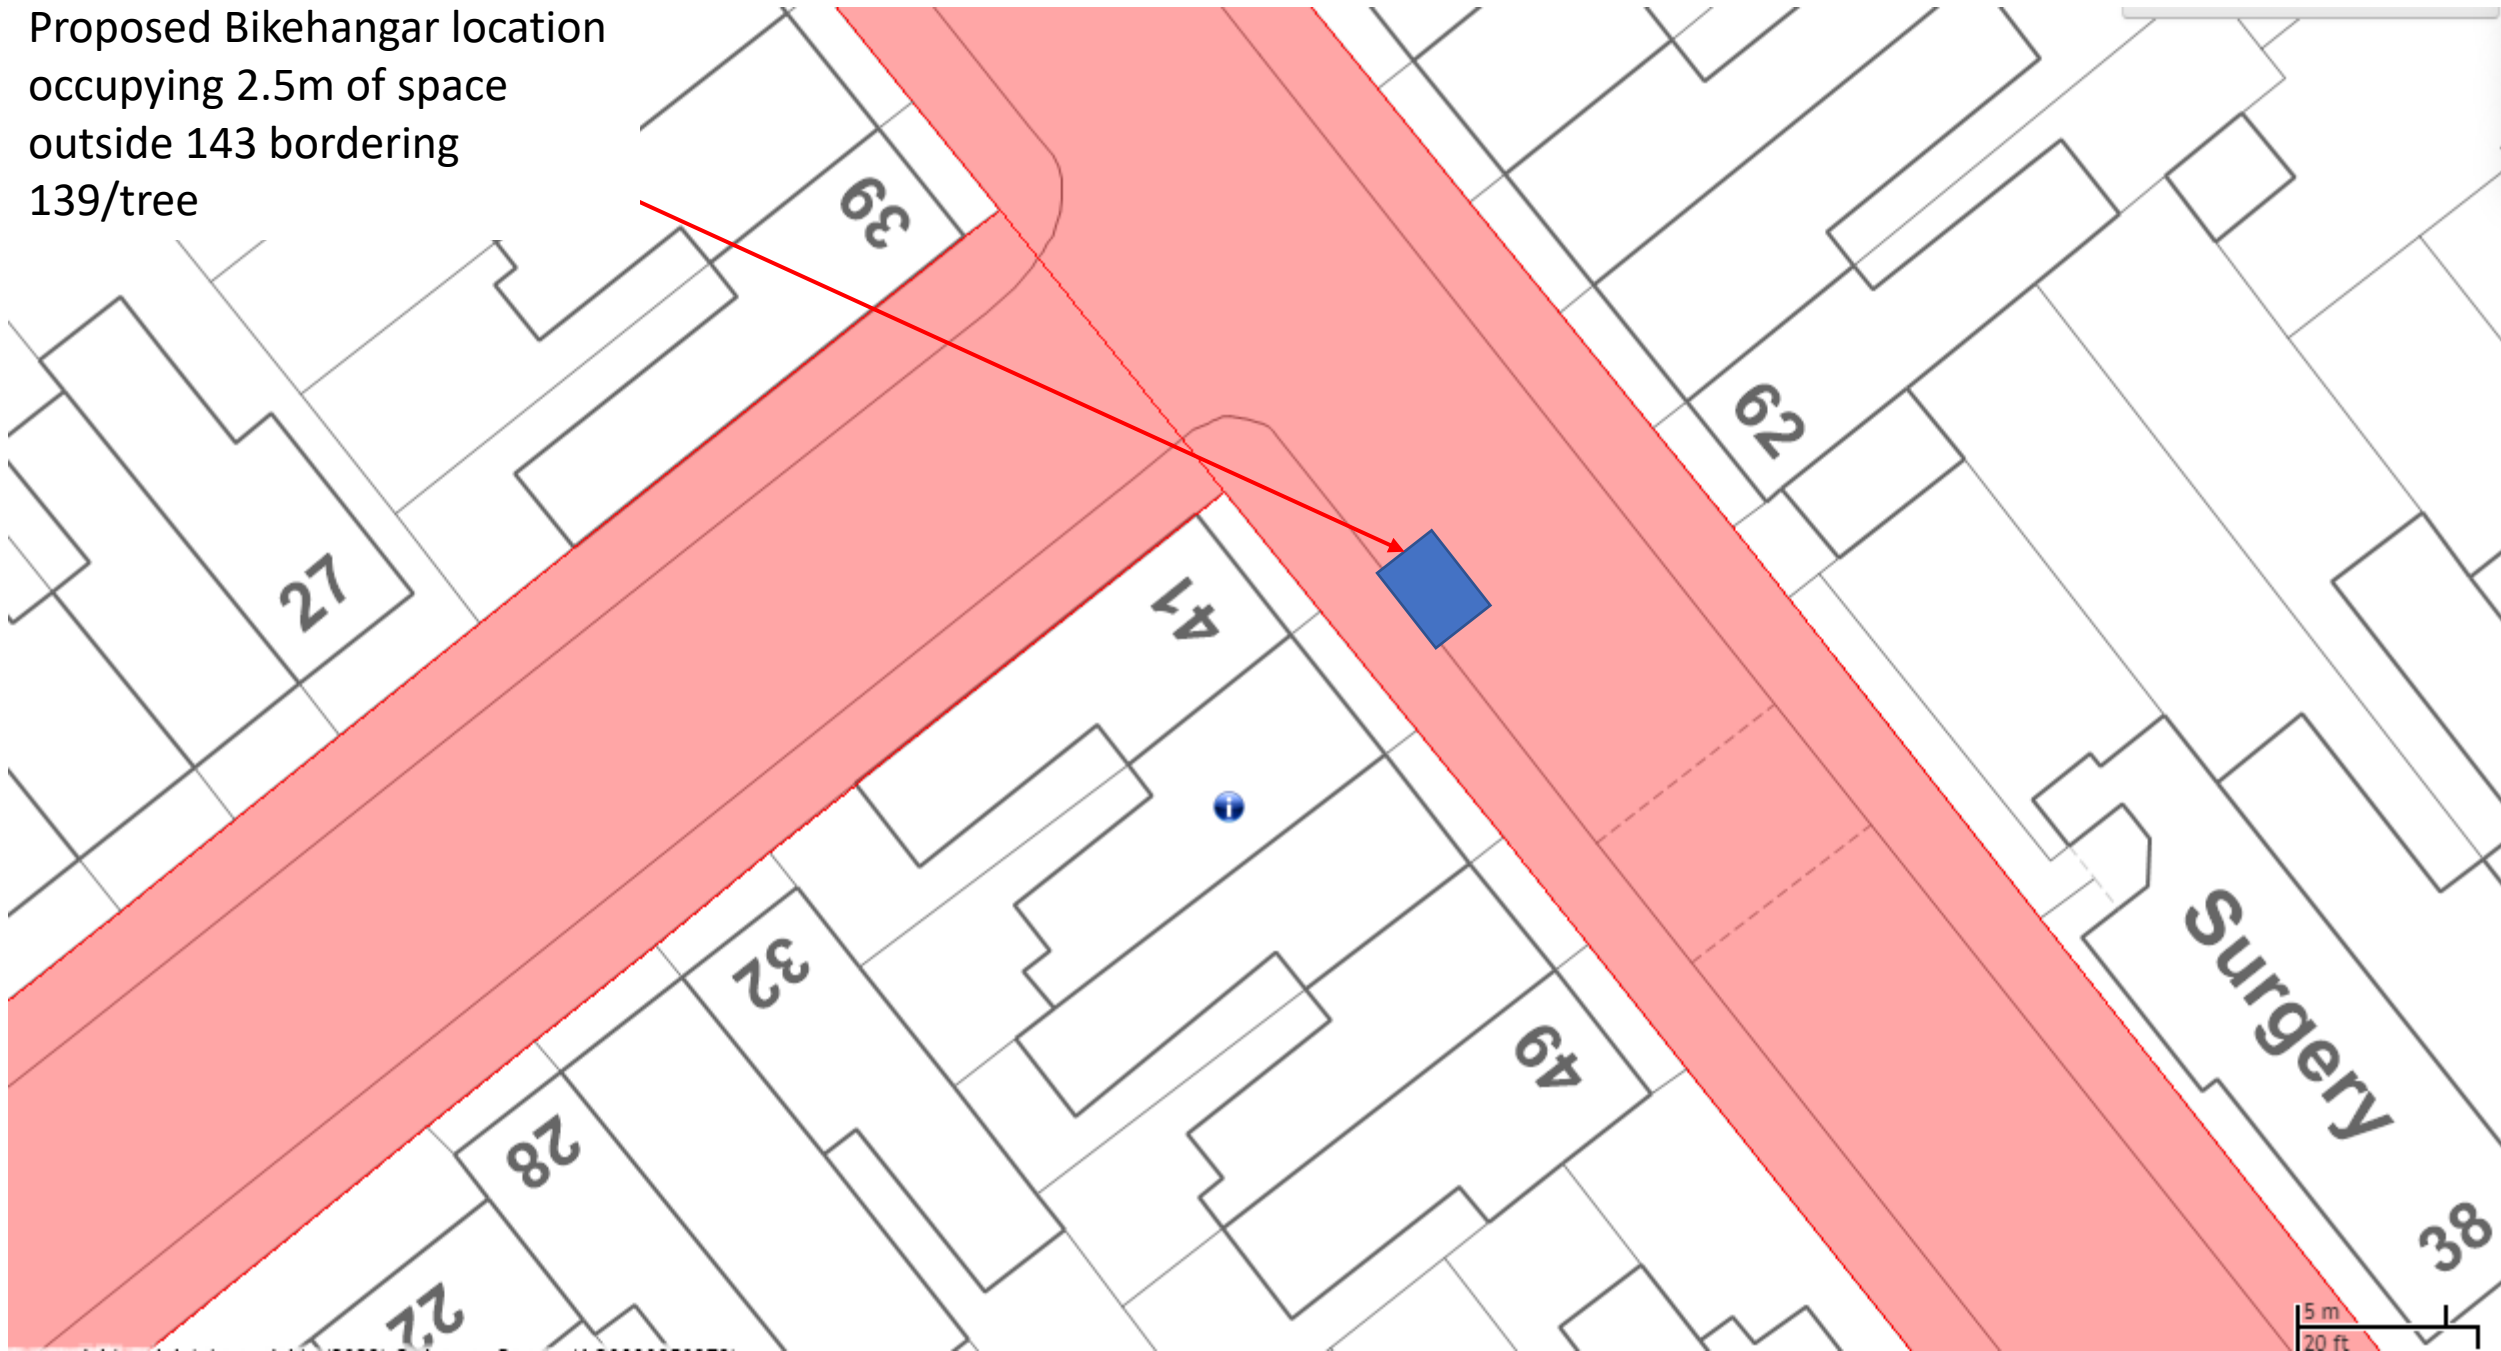 Proposed Bikehangar location
occupying 2.5m of space
outside 143 bordering
139/tree
39
62
27
41
32
Surgery
49
28
38
22
5 m
20 ft